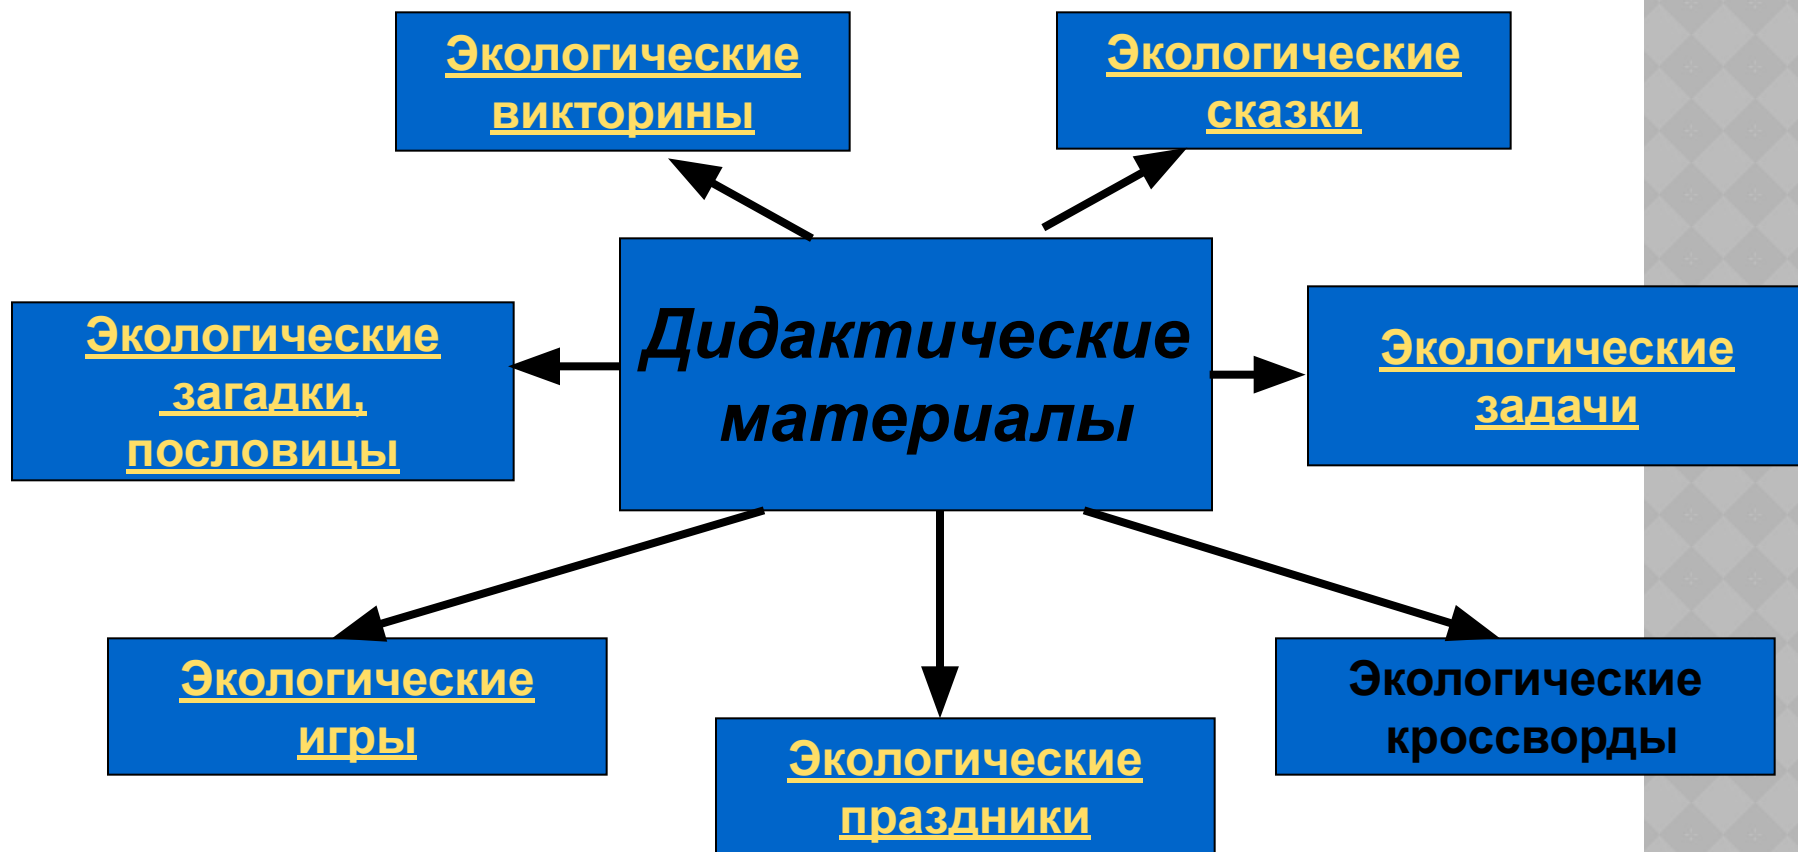 Экологические
викторины
Экологические
сказки
Экологические
загадки,
пословицы
Дидактические
материалы
Экологические
задачи
Экологические
игры
Экологические
праздники
Экологические
кроссворды